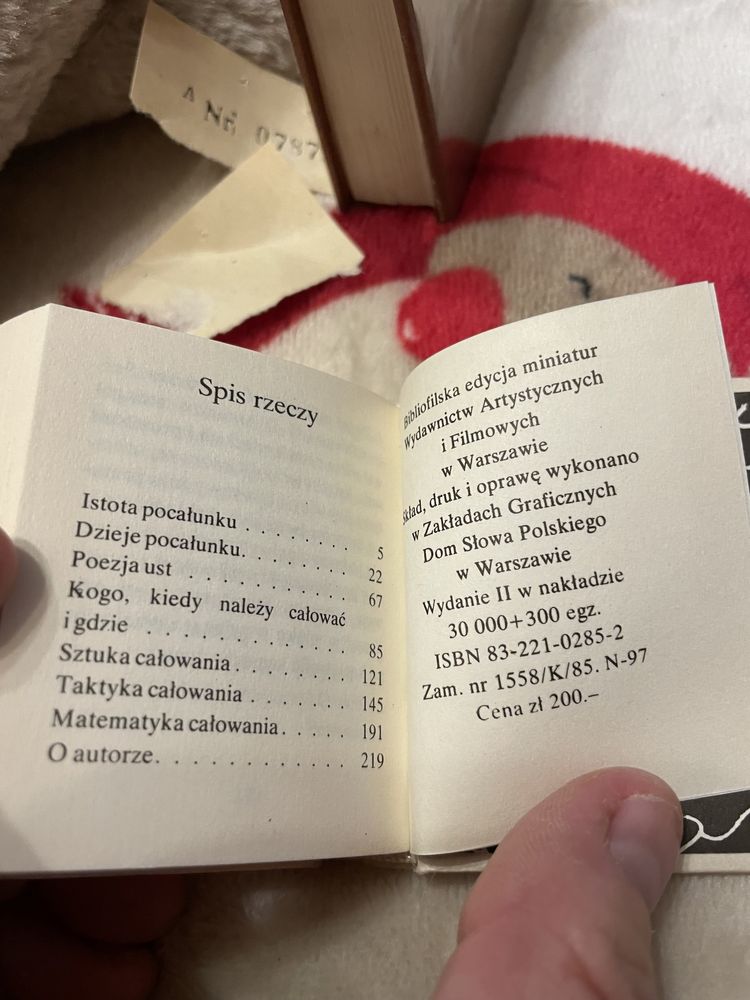 A Nr 0787
Spis rzeczy
Istota pocałunku . . . . . . . 5
Dzieje pocałunku. . . . . . . 22
Poezja ust . . . . . . . . . . 67
Kogo, kiedy należy całować
i gdzie . . . . . . . . . . . . 85
Sztuka całowania . . . . . . . 121
Taktyka całowania . . . . . . 145
Matematyka całowania. . . . . 191
O autorze. . . . . . . . . . . . 219
Bibliofilska edycja miniatur
Wydawnictw Artystycznych
i Filmowych
w Warszawie
Skład, druk i oprawę wykonano
w Zakładach Graficznych
Dom Słowa Polskiego
w Warszawie
Wydanie II w nakładzie
30 000+300 egz.
ISBN 83-221-0285-2
Zam. nr 1558/K/85. N-97
Cena zł 200.–